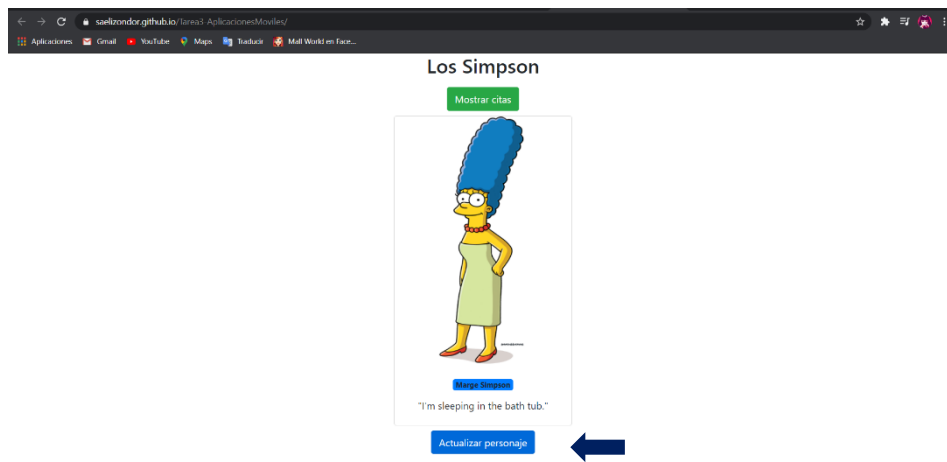 saelizondor.github.io/Tarea3-AplicacionesMoviles/
Aplicaciones Gmail YouTube Maps Traducir Mall World en Face...
Los Simpson
Mostrar citas
Marge Simpson
"I'm sleeping in the bath tub."
Actualizar personaje